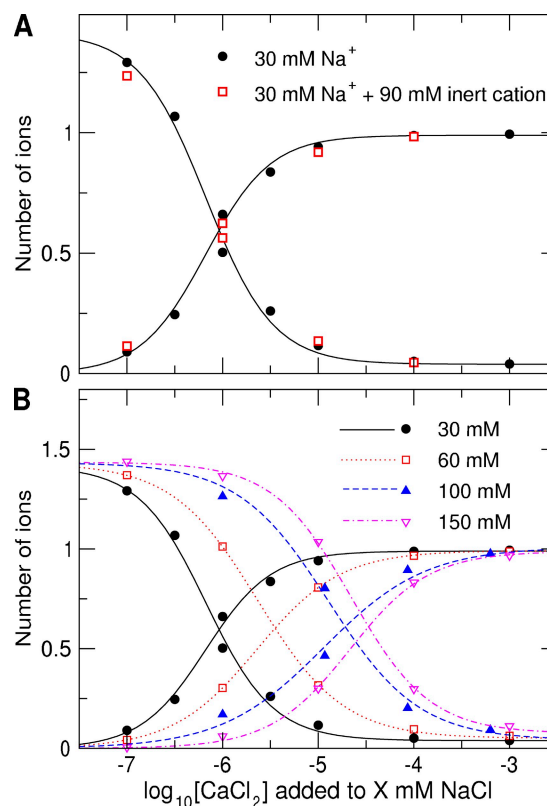 A
30 mM Na+
30 mM Na+ + 90 mM inert cation
Number of ions
1
0.5
0
B
30 mM
60 mM
100 mM
150 mM
Number of ions
1.5
1
0.5
0
-7 -6 -5 -4 -3
log10[CaCl2] added to X mM NaCl